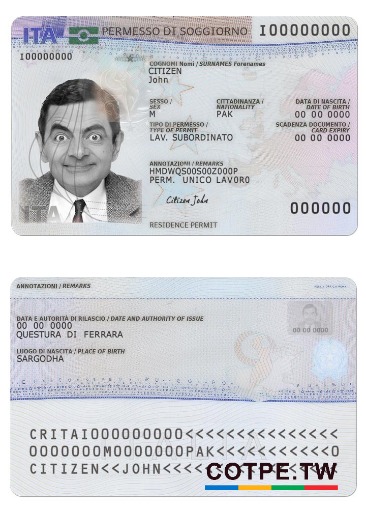 ITA PERMESSO DI SOGGIORNO I00000000
I00000000
COGNOMI Nomi / SURNAMES Forenames
CITIZEN
John
SESSO / SEX CITTADINANZA / NATIONALITY DATA DI NASCITA / DATE OF BIRTH
M PAK 00 00 0000
TIPO DI PERMESSO / TYPE OF PERMIT SCADENZA DOCUMENTO / CARD EXPIRY
LAV. SUBORDINATO 00 00 0000
ANNOTAZIONI / REMARKS
HMDWQS00S00Z000P
PERM. UNICO LAVORO
Citizen John
ITA
000000
RESIDENCE PERMIT
ANNOTAZIONI / REMARKS
DATA E AUTORITÀ DI RILASCIO / DATE AND AUTHORITY OF ISSUE
00 00 0000
00 00 0000
QUESTURA DI FERRARA
LUOGO DI NASCITA / PLACE OF BIRTH
SARGODHA
CRITAI000000000<<<<<<<<<<<<<<<
0000000M0000000PAK<<<<<<<<<<<0
CITIZEN<<JOHN<<<<<<<<<<<<<<<<<
COTPE.TW